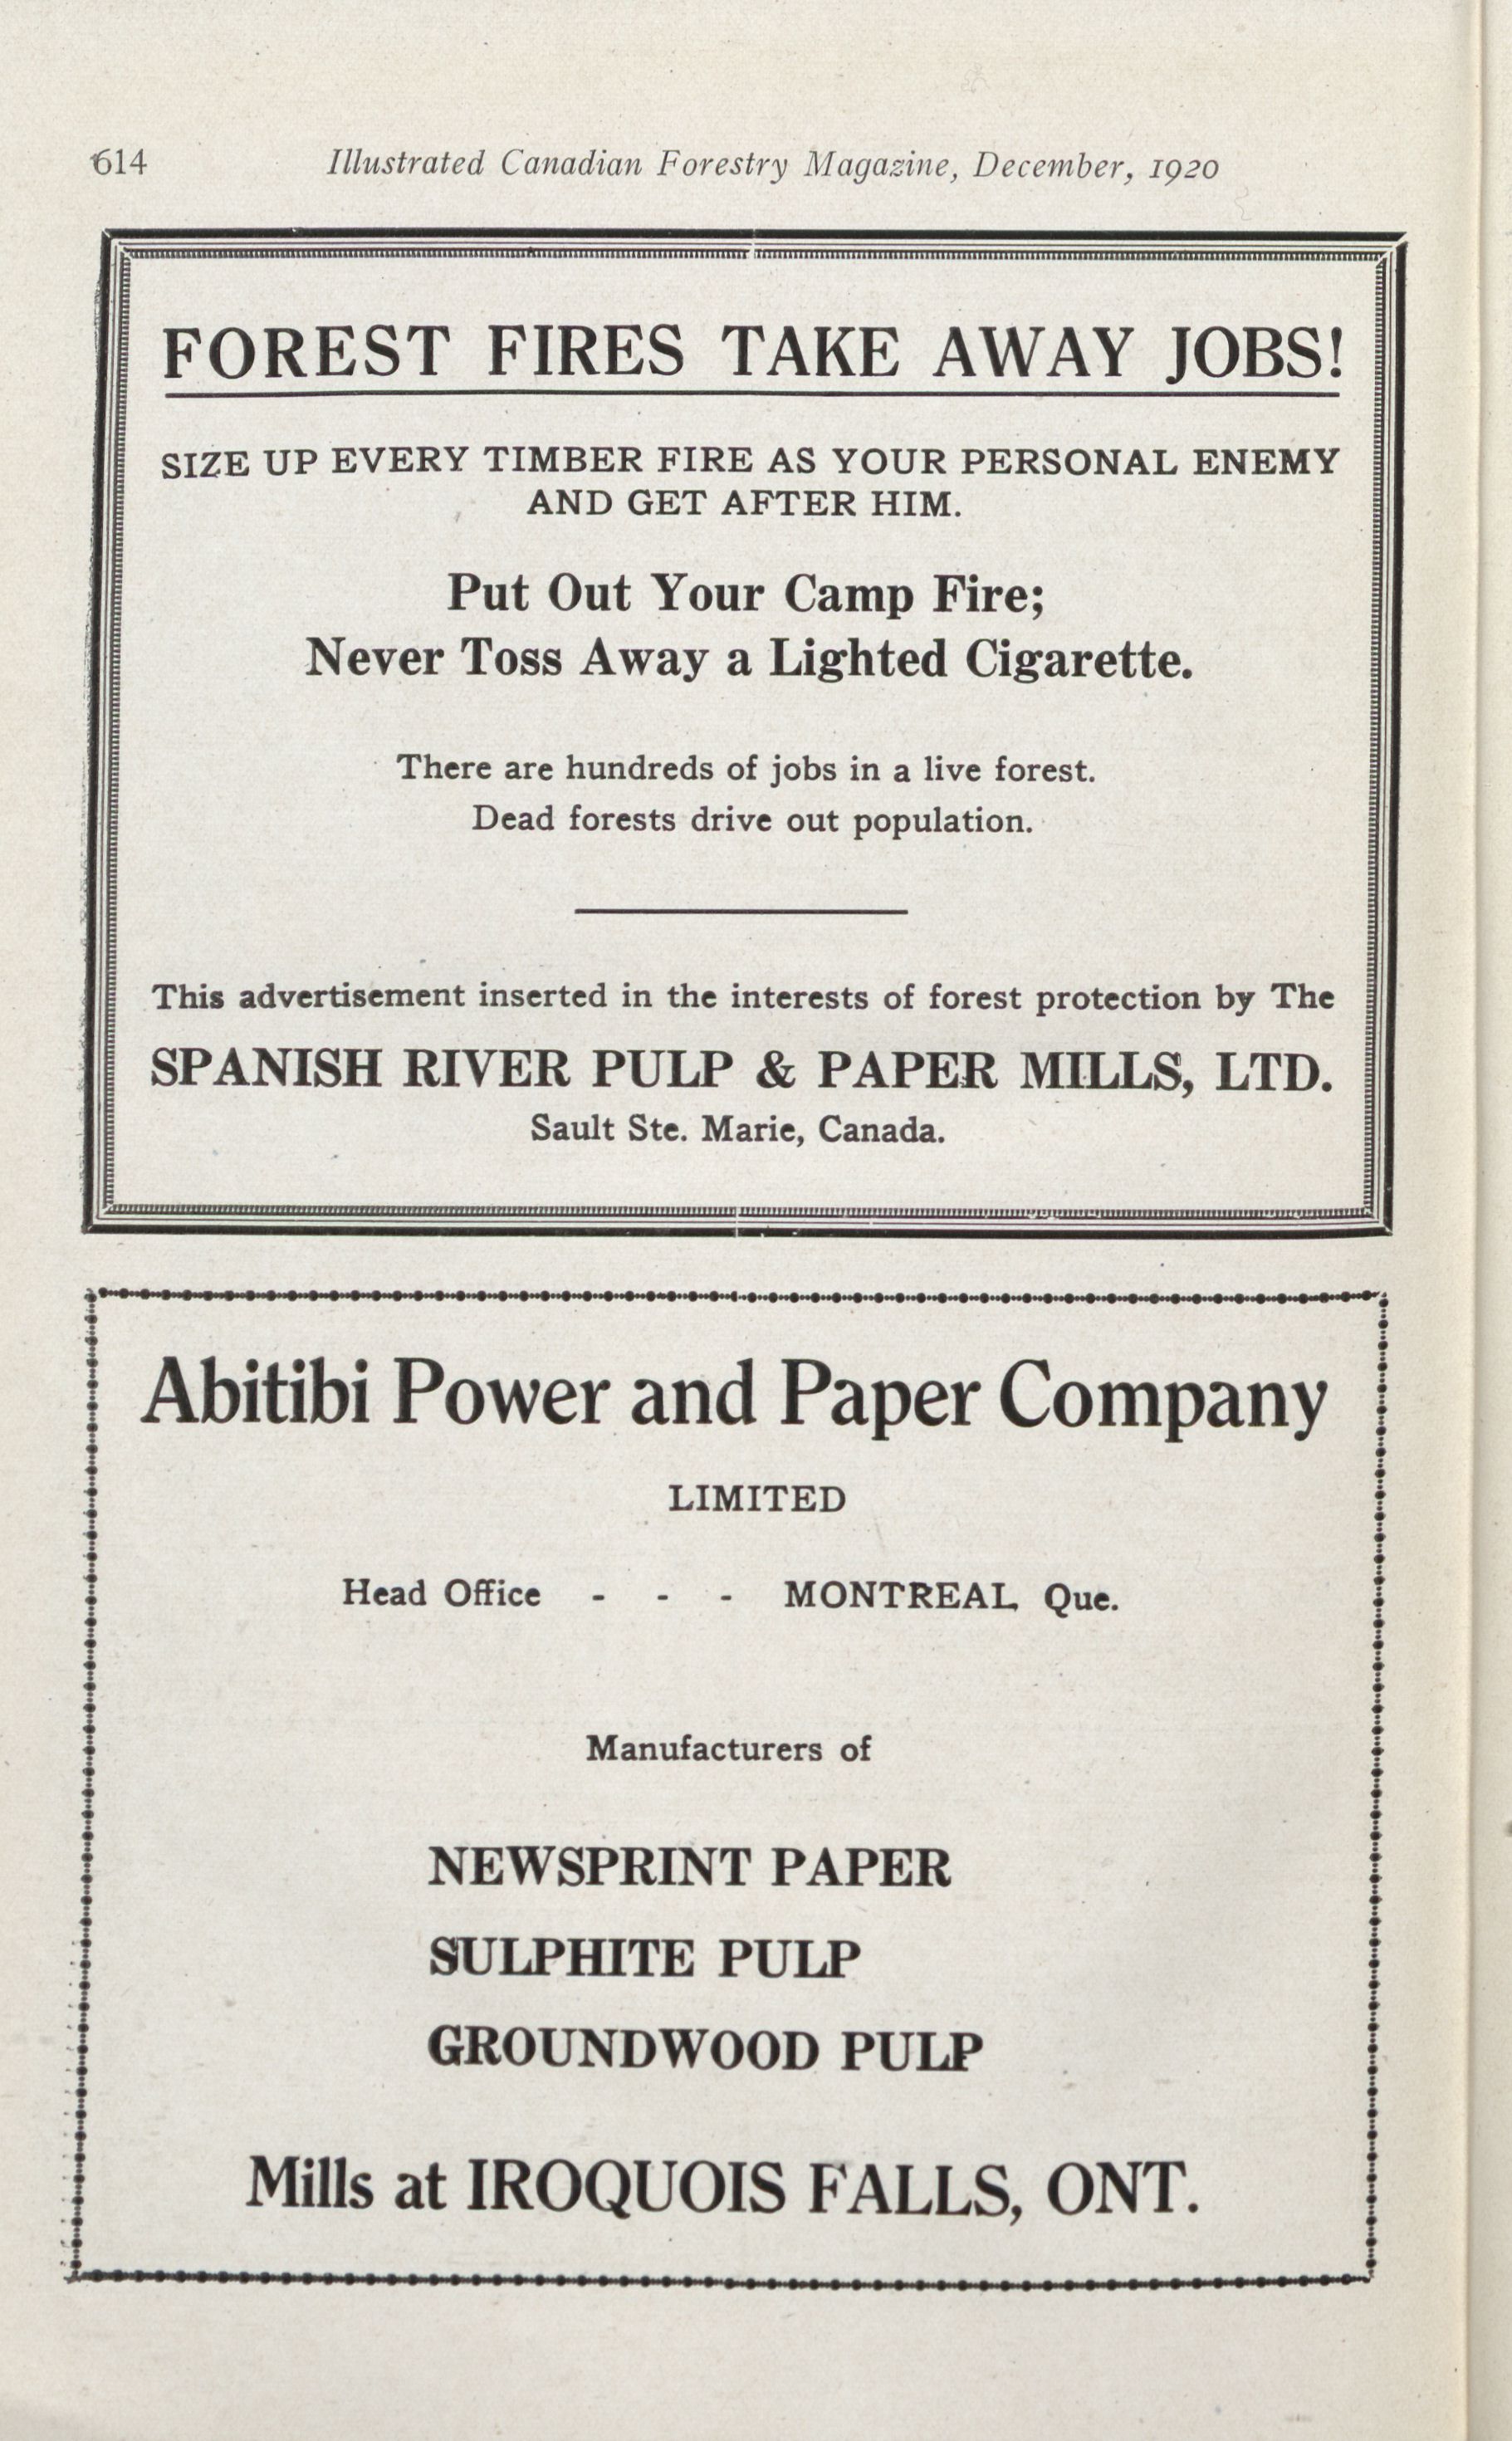 614 Illustrated Canadian Forestry Magazine, December, 1920
FOREST FIRES TAKE AWAY JOBS!
SIZE UP EVERY TIMBER FIRE AS YOUR PERSONAL ENEMY
AND GET AFTER HIM.
Put Out Your Camp Fire;
Never Toss Away a Lighted Cigarette.
There are hundreds of jobs in a live forest.
Dead forests drive out population.
This advertisement inserted in the interests of forest protection by The
SPANISH RIVER PULP & PAPER MILLS, LTD.
Sault Ste. Marie, Canada.
Abitibi Power and Paper Company
LIMITED
Head Office - - - MONTREAL Que.
Manufacturers of
NEWSPRINT PAPER
SULPHITE PULP
GROUNDWOOD PULP
Mills at IROQUOIS FALLS, ONT.